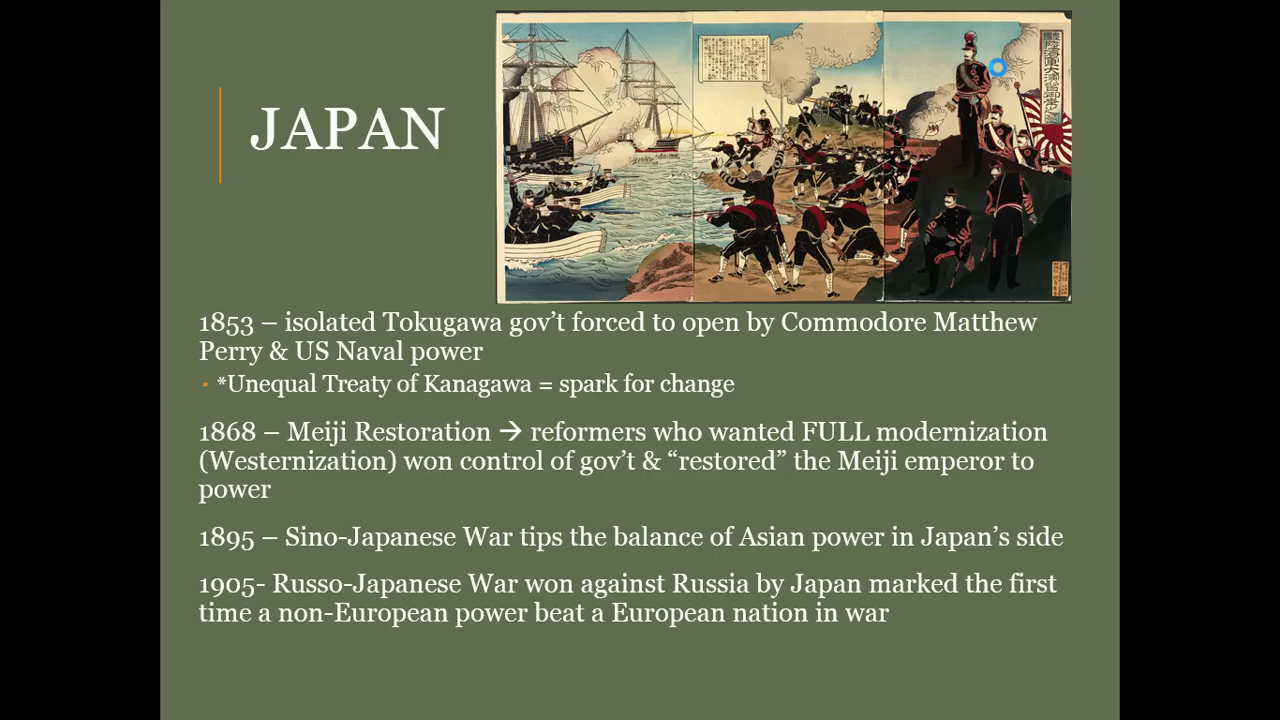 JAPAN
1853 – isolated Tokugawa gov’t forced to open by Commodore Matthew
Perry & US Naval power
▪ *Unequal Treaty of Kanagawa = spark for change
1868 – Meiji Restoration → reformers who wanted FULL modernization
(Westernization) won control of gov’t & “restored” the Meiji emperor to
power
1895 – Sino-Japanese War tips the balance of Asian power in Japan’s side
1905- Russo-Japanese War won against Russia by Japan marked the first
time a non-European power beat a European nation in war